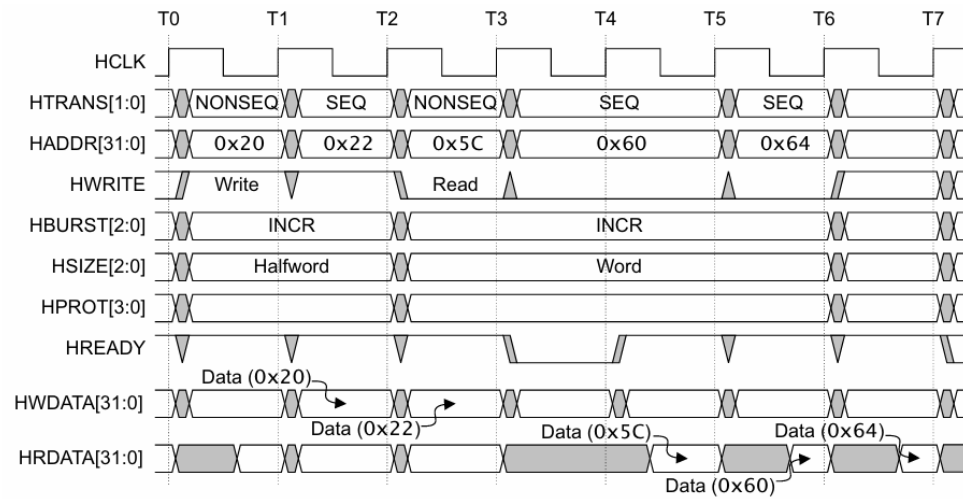 T0 T1 T2 T3 T4 T5 T6 T7
HCLK
HTRANS[1:0] NONSEQ SEQ NONSEQ SEQ SEQ
HADDR[31:0] 0x20 0x22 0x5C 0x60 0x64
HWRITE Write Read
HBURST[2:0] INCR INCR
HSIZE[2:0] Halfword Word
HPROT[3:0]
HREADY
Data (0x20)
HWDATA[31:0]
Data (0x22) Data (0x5C) Data (0x64)
HRDATA[31:0]
Data (0x60)